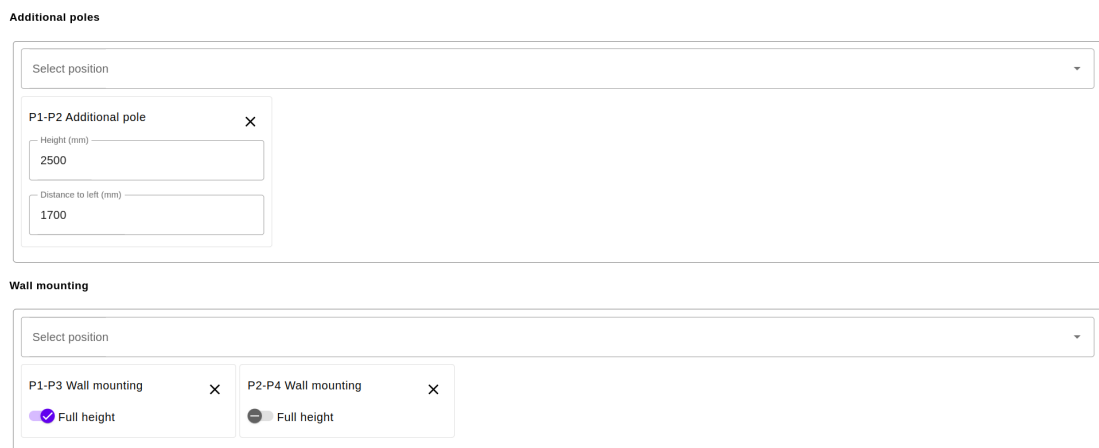 Additional poles
Select position
P1-P2 Additional pole
Height (mm)
2500
Distance to left (mm)
1700
Wall mounting
Select position
P1-P3 Wall mounting
Full height
P2-P4 Wall mounting
Full height